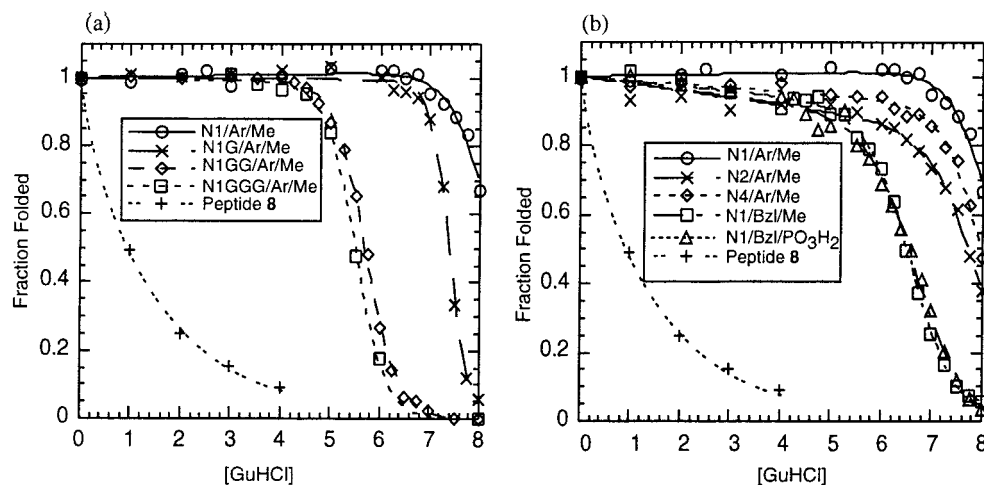 (a)
Fraction Folded
1
0.8
0.6
0.4
0.2
0
N1/Ar/Me
N1G/Ar/Me
N1GG/Ar/Me
N1GGG/Ar/Me
Peptide 8
0 1 2 3 4 5 6 7 8
[GuHCl]
(b)
Fraction Folded
1
0.8
0.6
0.4
0.2
0
N1/Ar/Me
N2/Ar/Me
N4/Ar/Me
N1/Bzl/Me
N1/Bzl/PO3H2
Peptide 8
0 1 2 3 4 5 6 7 8
[GuHCl]